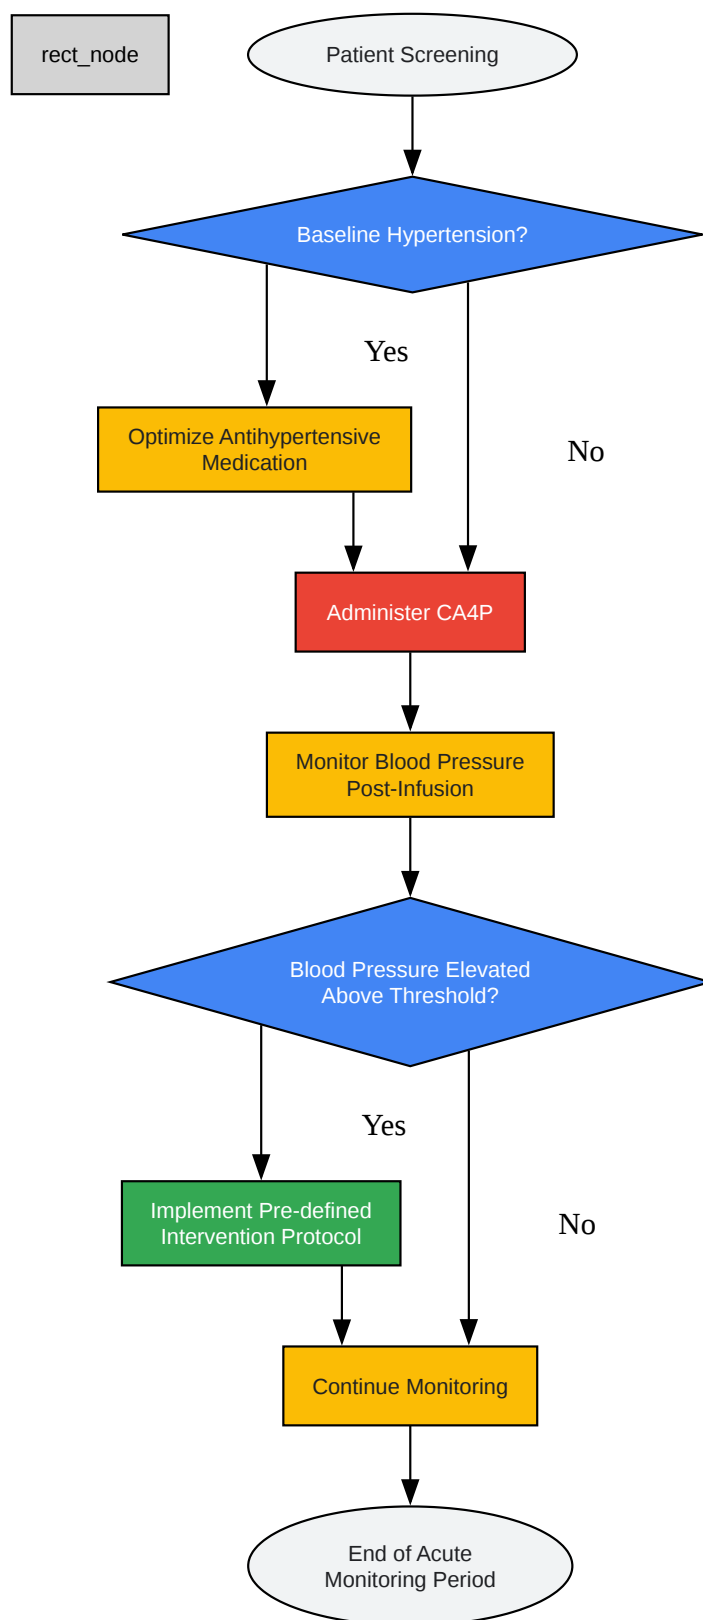 rect_node
Patient Screening
Baseline Hypertension?
Yes
Optimize Antihypertensive
Medication
No
Administer CA4P
Monitor Blood Pressure
Post-Infusion
Blood Pressure Elevated
Above Threshold?
Yes
Implement Pre-defined
Intervention Protocol
No
Continue Monitoring
End of Acute
Monitoring Period